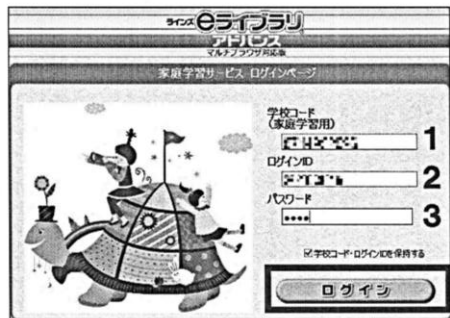 ラインズ eライブラリ
アドバンス
マルチブラウザ対応版
家庭学習サービス ログインページ
学校コード
(家庭学習用)
1
ログインID
2
パスワード
••••
3
☑学校コード・ログインIDを保持する
ログイン